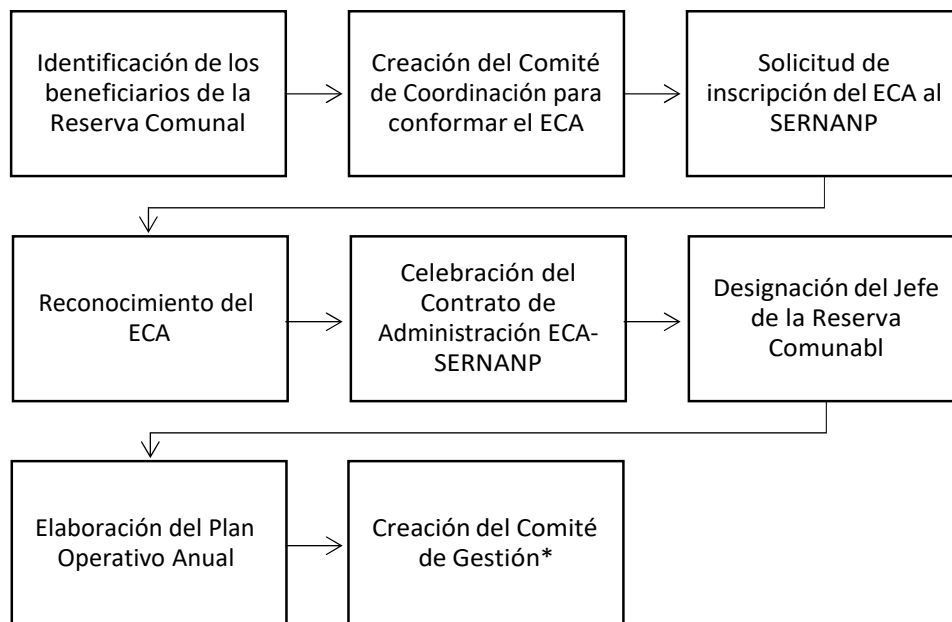 Identificación de los
beneficiarios de la
Reserva Comunal
Creación del Comité
de Coordinación para
conformar el ECA
Solicitud de
inscripción del ECA al
SERNANP
Reconocimiento del
ECA
Celebración del
Contrato de
Administración ECA-
SERNANP
Designación del Jefe
de la Reserva
Comunabl
Elaboración del Plan
Operativo Anual
Creación del Comité
de Gestión*